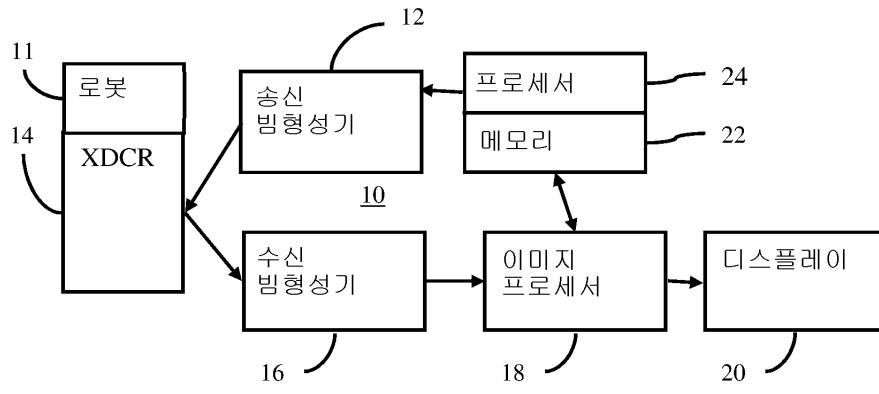 12
11
로봇
14
XDCR
송신
빔형성기
프로세서
24
메모리
22
10
수신
빔형성기
16
이미지
프로세서
18
디스플레이
20